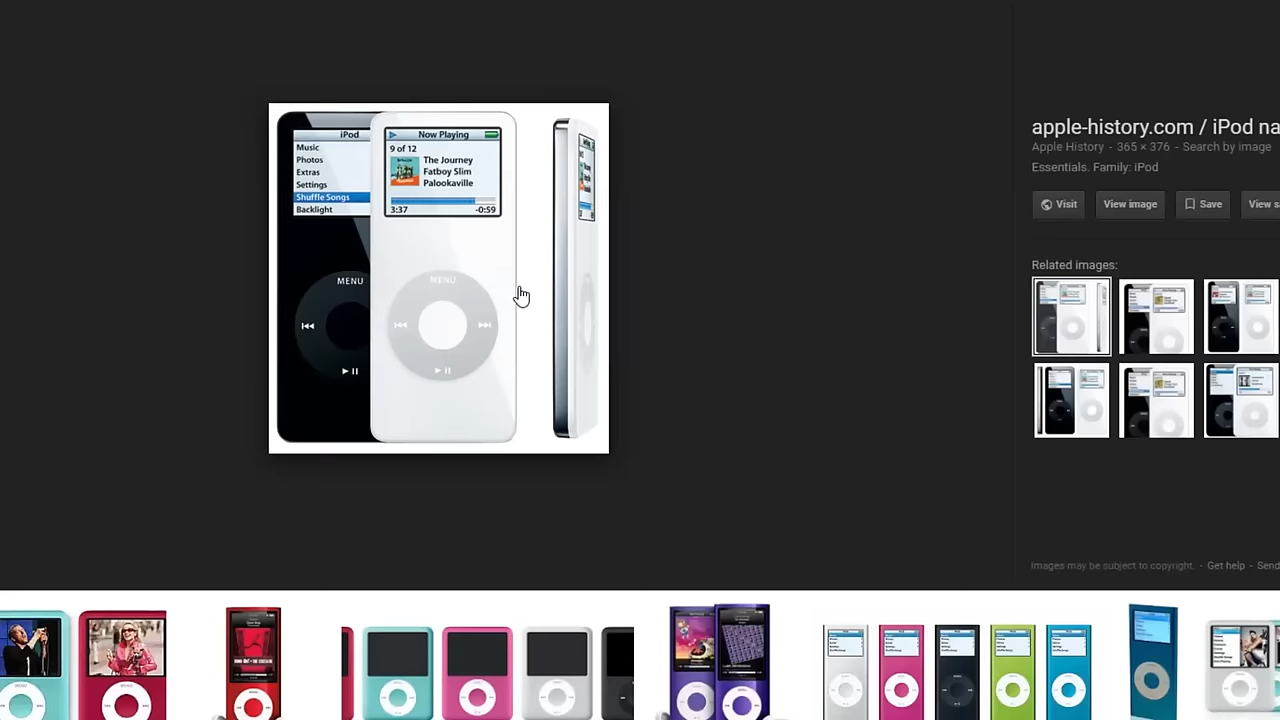 iPod
Music
Photos
Extras
Settings
Shuffle Songs
Backlight
MENU
Now Playing
9 of 12
The Journey
Fatboy Slim
Palookaville
3:37 -0:59
MENU
apple-history.com / iPod na
Apple History - 365 × 376 - Search by image
Essentials. Family: iPod
Visit View image Save View s
Related images:
Images may be subject to copyright. - Get help - Send